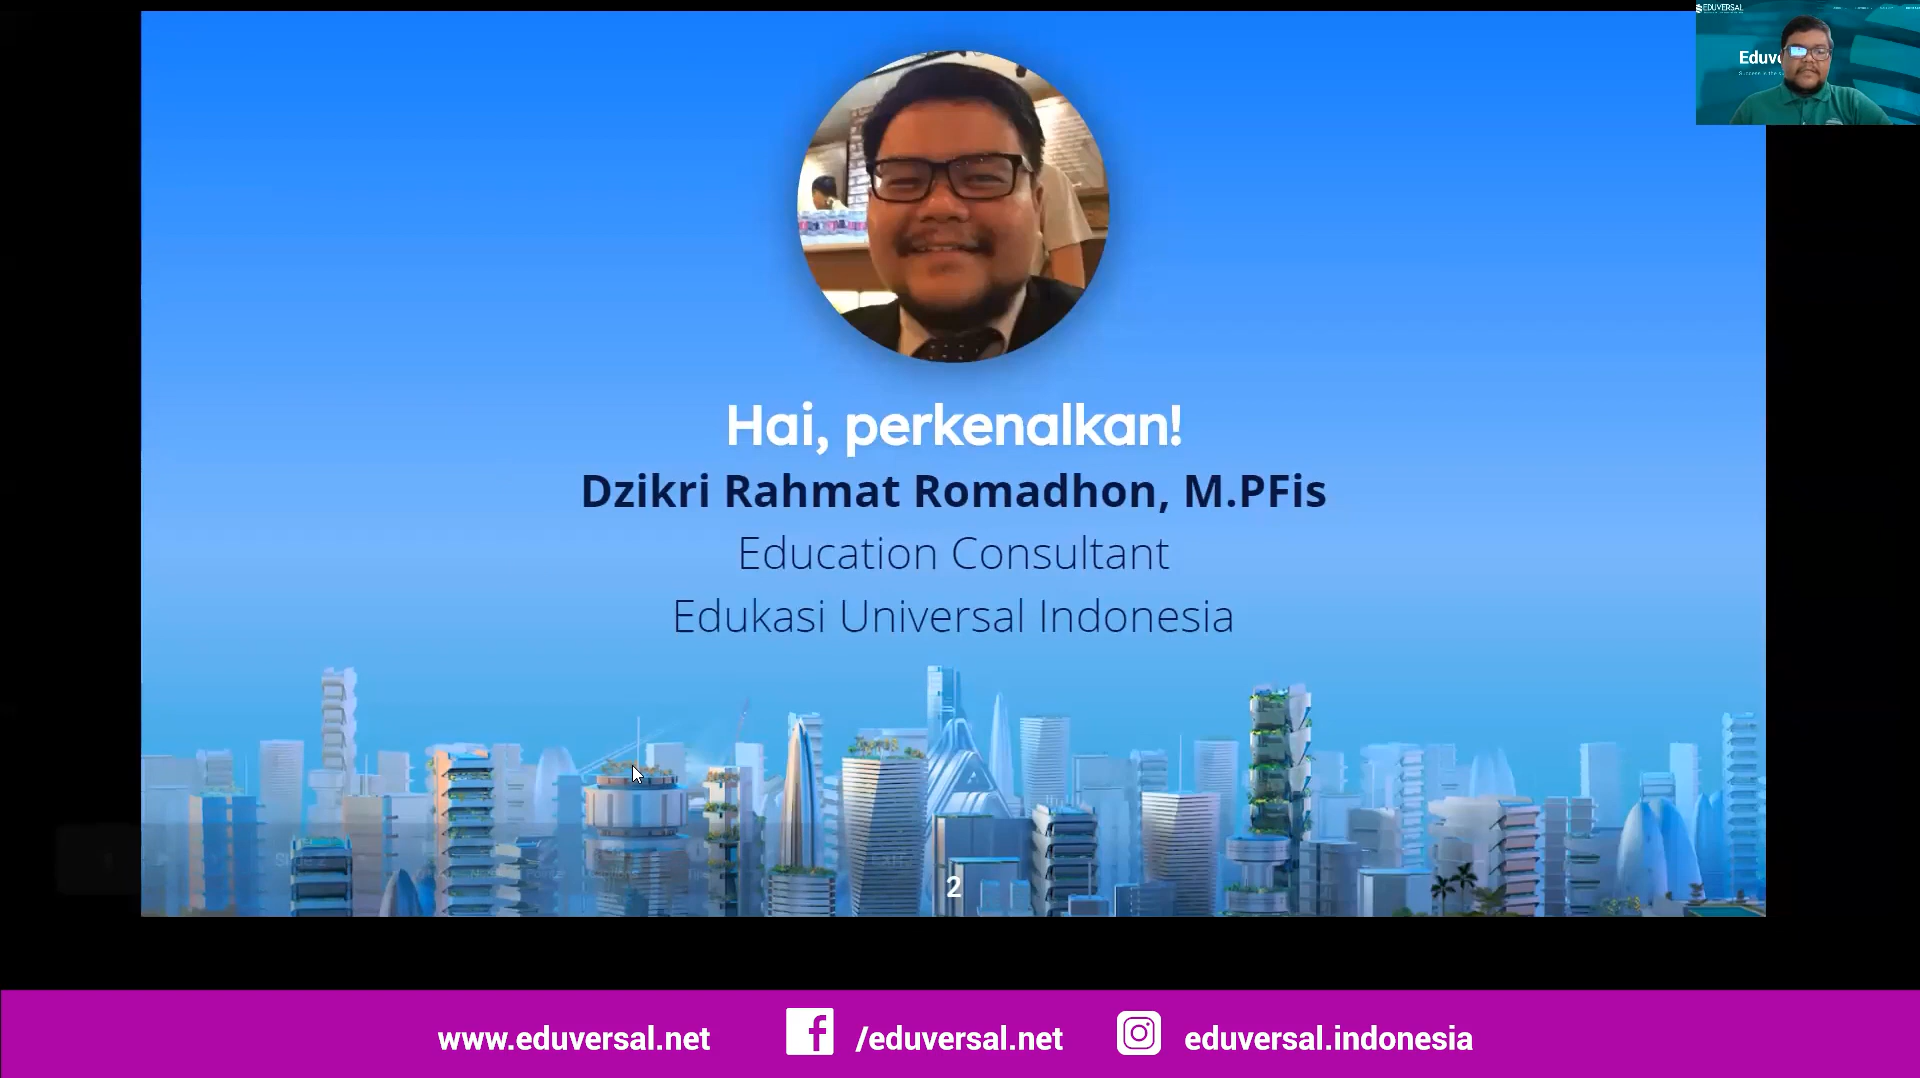 EDUVERSAL
Hai, perkenalkan!
Dzikri Rahmat Romadhon, M.PFis
Education Consultant
Edukasi Universal Indonesia
2
www.eduversal.net
/eduversal.net
eduversal.indonesia